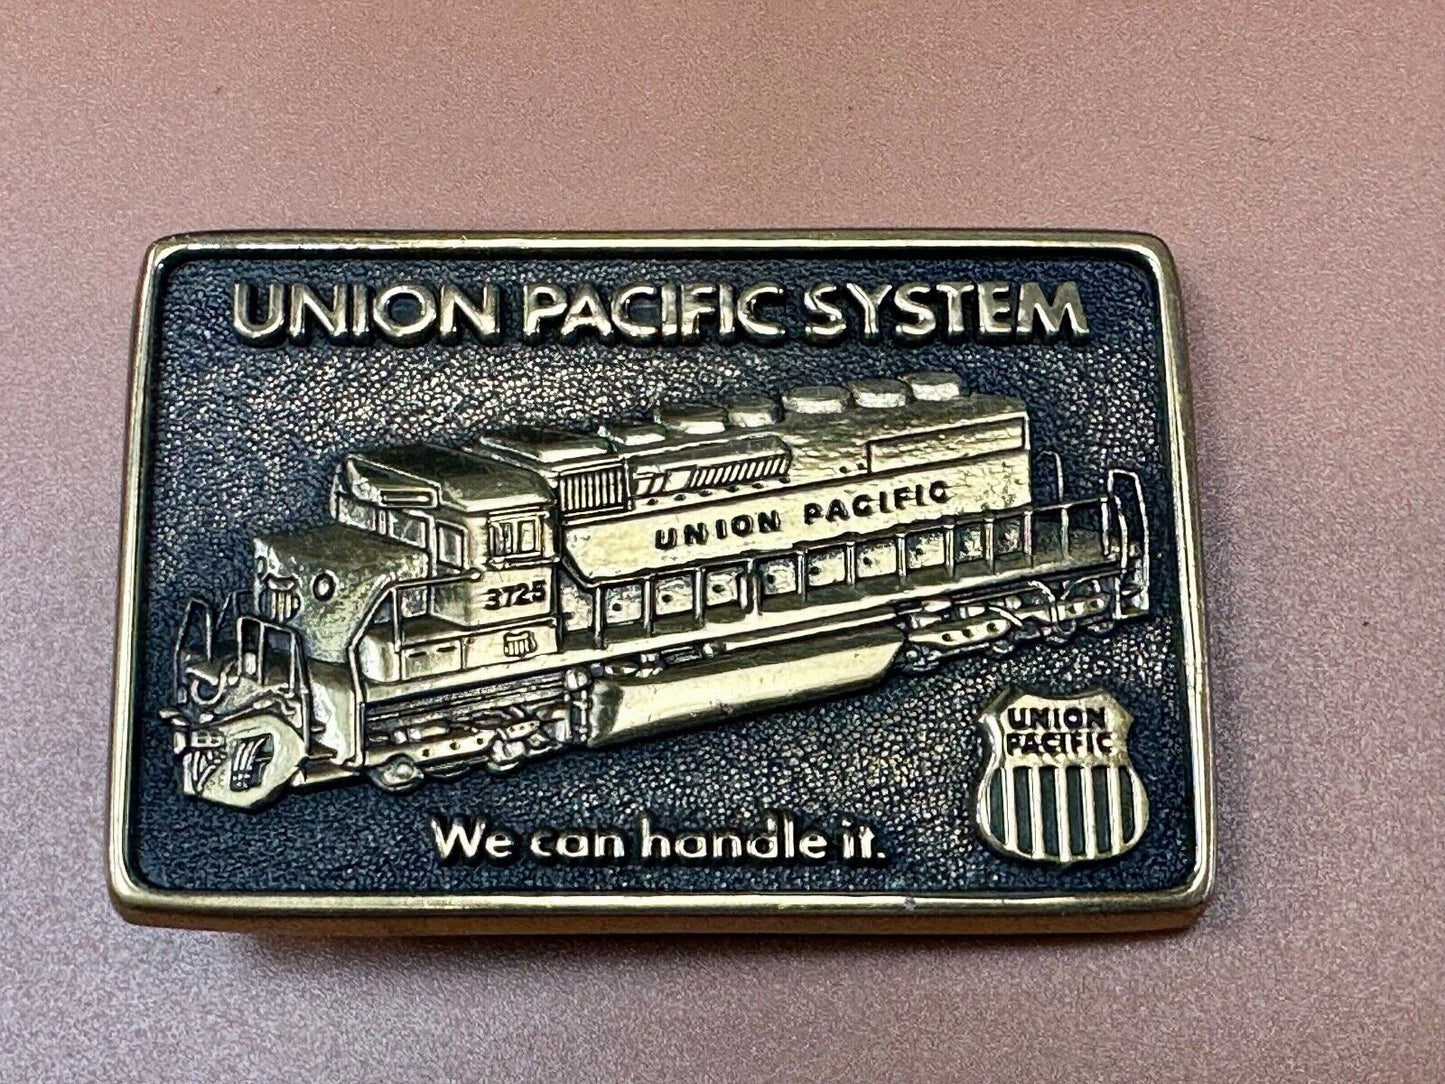 UNION PACIFIC SYSTEM
UNION PACIFIC
3725
UNION
PACIFIC
We can handle it.